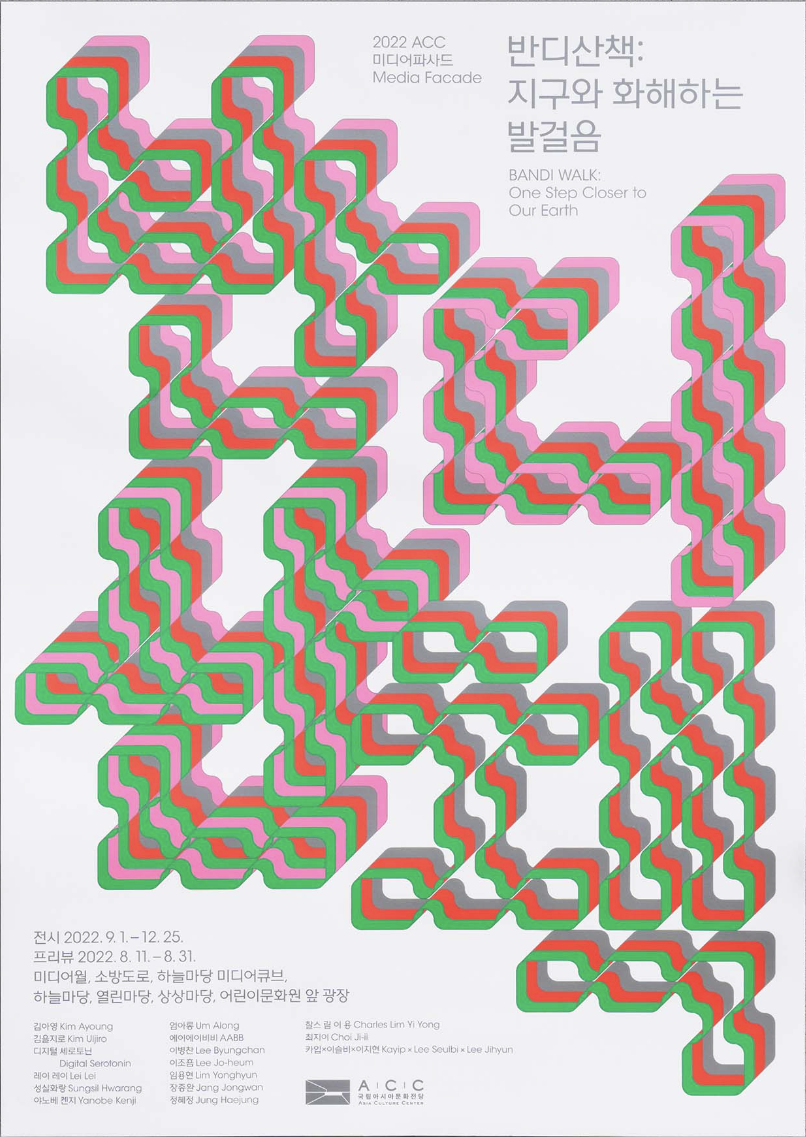 2022 ACC
미디어파사드
Media Facade
반디산책:
지구와 화해하는
발걸음
BANDI WALK:
One Step Closer to
Our Earth
반디
산책
전시 2022. 9. 1. – 12. 25.
프리뷰 2022. 8. 11. – 8. 31.
미디어월, 소방도로, 하늘마당 미디어큐브,
하늘마당, 열린마당, 상상마당, 어린이문화원 앞 광장
김아영 Kim Ayoung
김을지로 Kim Uljiro
디지털 세로토닌
Digital Serotonin
레이 레이 Lei Lei
성실화랑 Sungsil Hwarang
야노베 켄지 Yanobe Kenji
엄아롱 Um Along
에이에이비비 AABB
이병찬 Lee Byungchan
이조흠 Lee Jo-heum
임용현 Lim Yonghyun
장종완 Jang Jongwan
정혜정 Jung Haejung
찰스 림 이 용 Charles Lim Yi Yong
최지이 Choi Ji-ii
카입×이슬비×이지현 Kayip × Lee Seulbi × Lee Jihyun
A C C
국립아시아문화전당
ASIA CULTURE CENTER